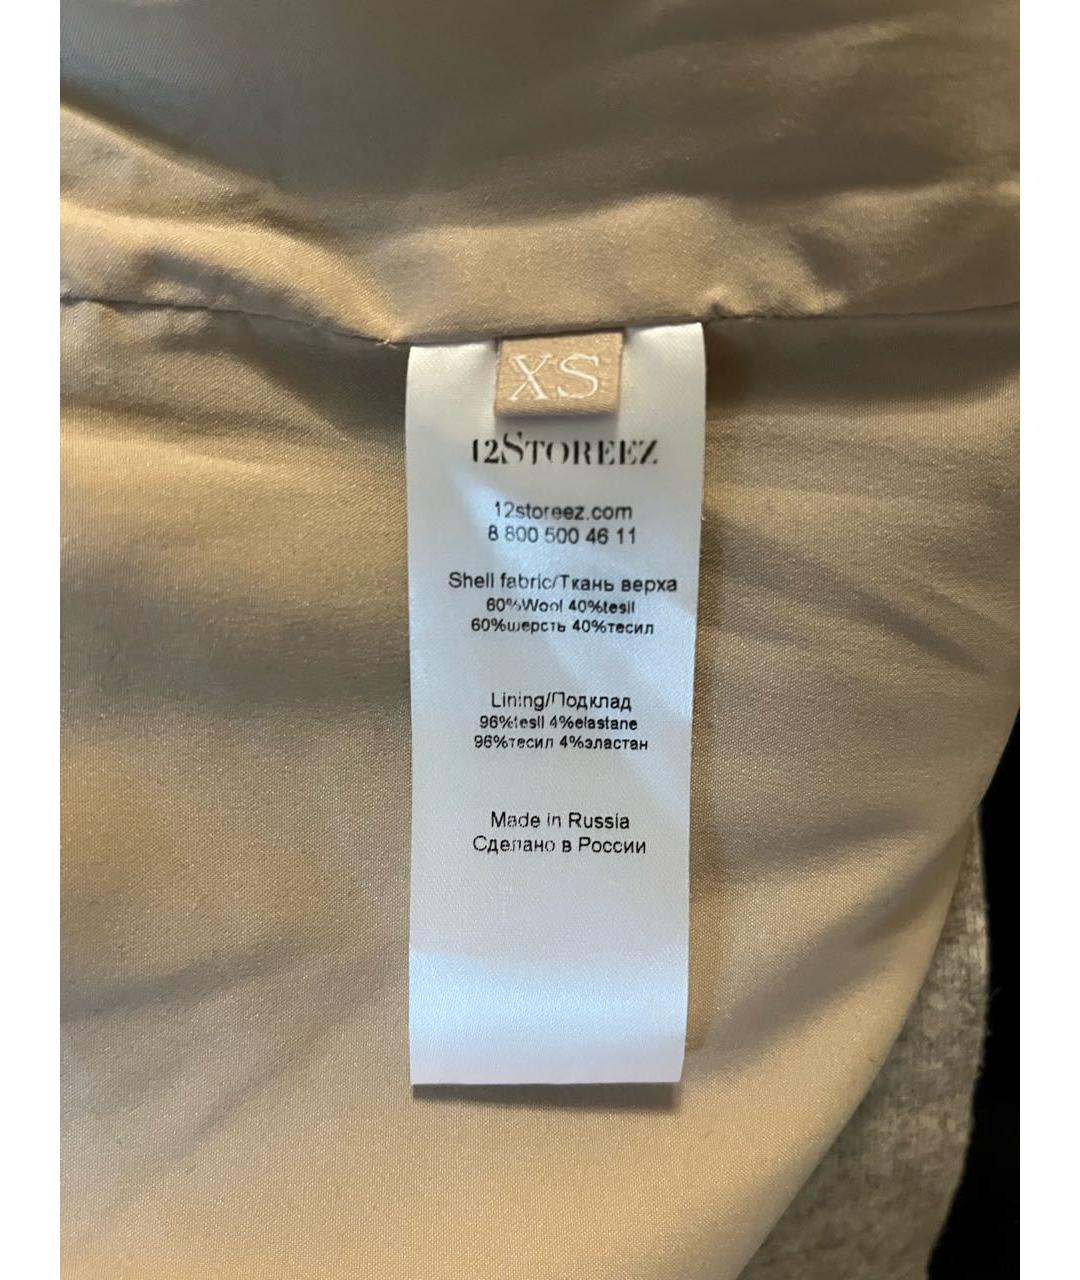 XS
12STOREEZ
12storeez.com
8 800 500 46 11
Shell fabric/Ткань верха
60%Wool 40%tesil
60%шерсть 40%тесил
Lining/Подклад
96%tesil 4%elastane
96%тесил 4%эластан
Made in Russia
Сделано в России